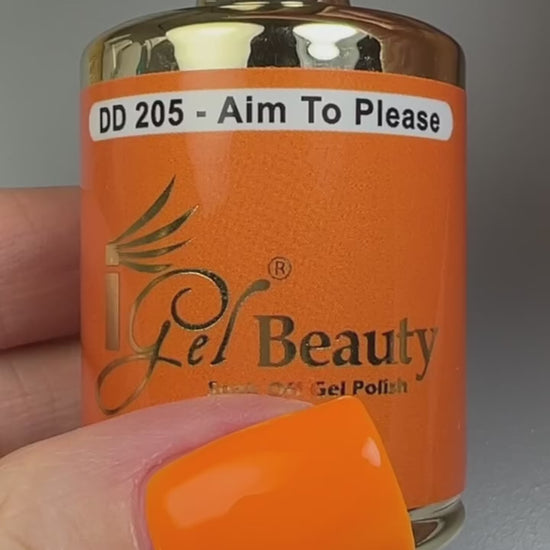 DD 205 - Aim To Please
iGel ® Beauty
Soak Off Gel Polish